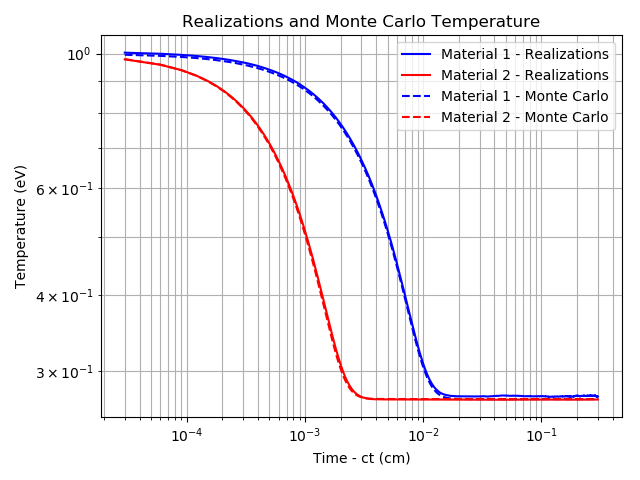 Realizations and Monte Carlo Temperature
Temperature (eV)
10⁰
6 × 10⁻¹
4 × 10⁻¹
3 × 10⁻¹
Material 1 - Realizations
Material 2 - Realizations
Material 1 - Monte Carlo
Material 2 - Monte Carlo
10⁻⁴ 10⁻³ 10⁻² 10⁻¹
Time - ct (cm)